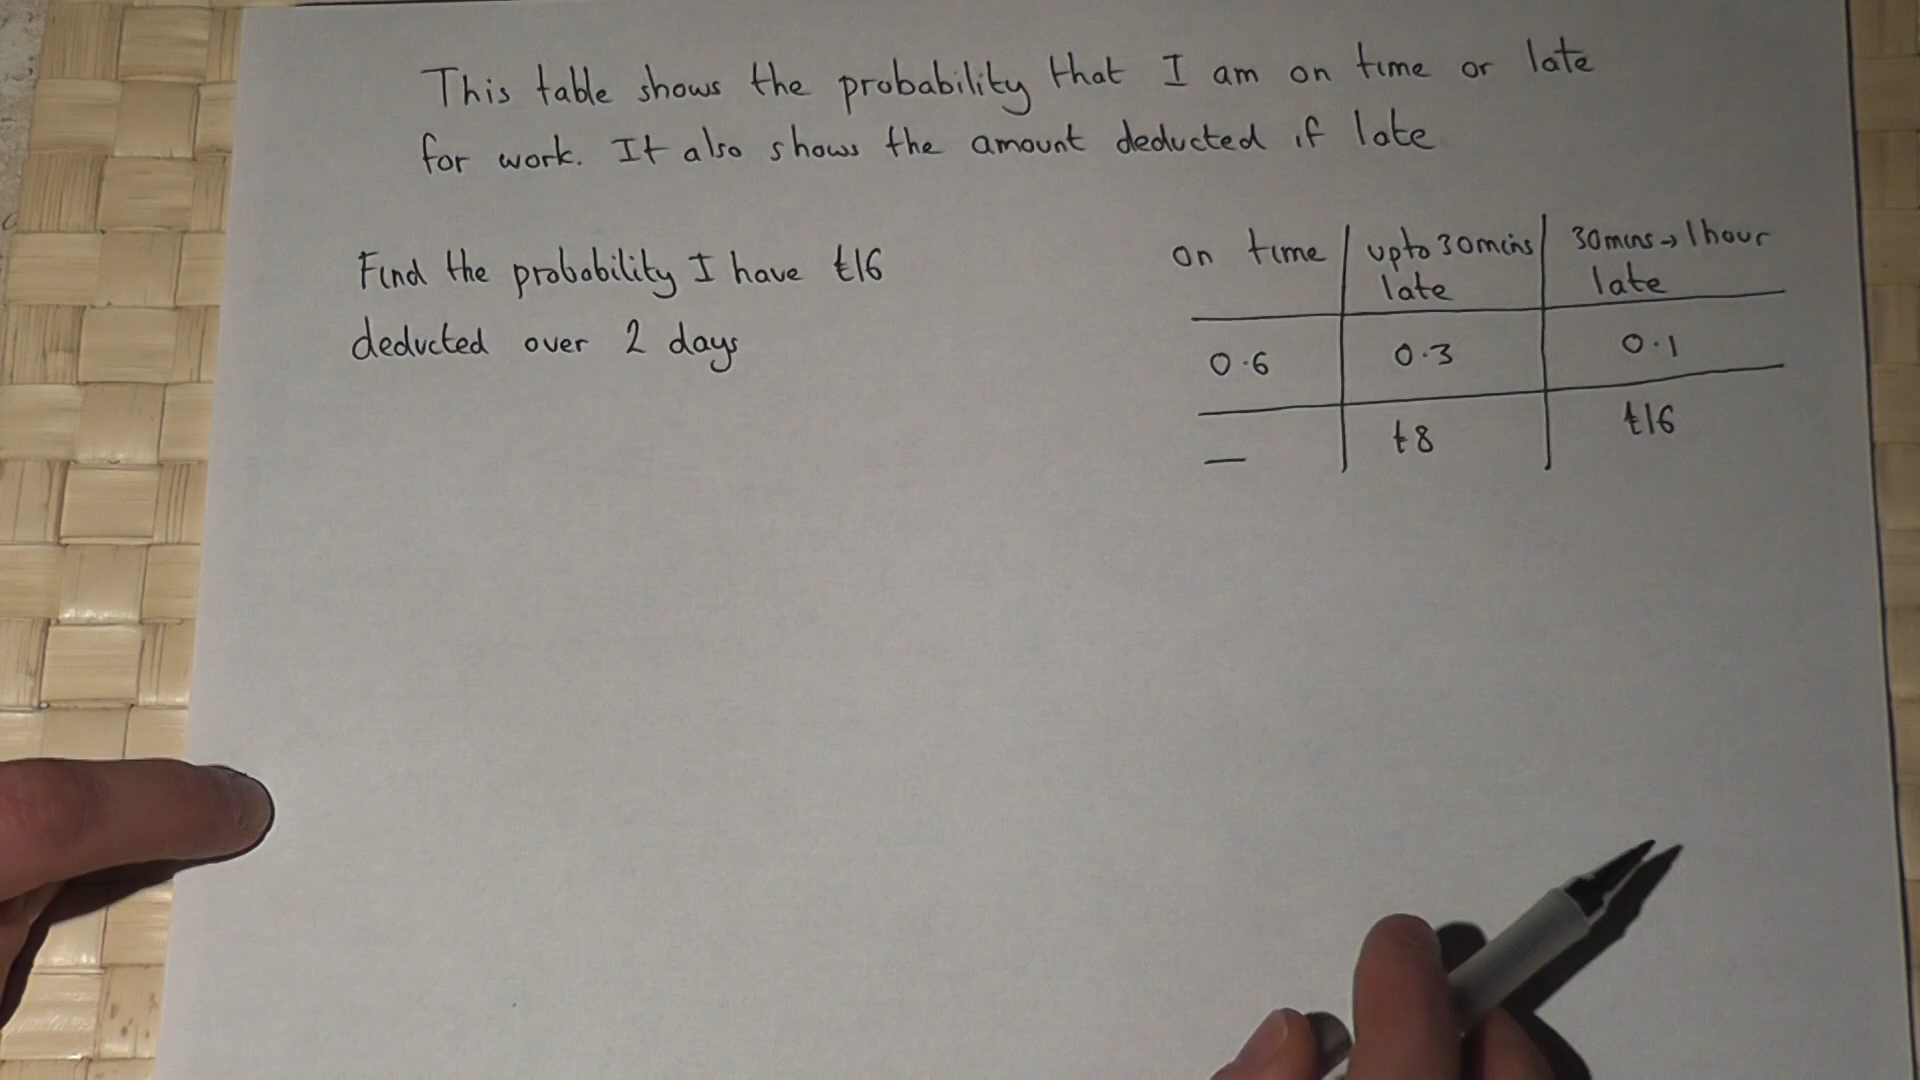 This table shows the probability that I am on time or late
for work. It also shows the amount deducted if late
Find the probability I have £16
deducted over 2 days
on time | up to 30mins late | 30mins → 1 hour late
0.6 | 0.3 | 0.1
— | £8 | £16